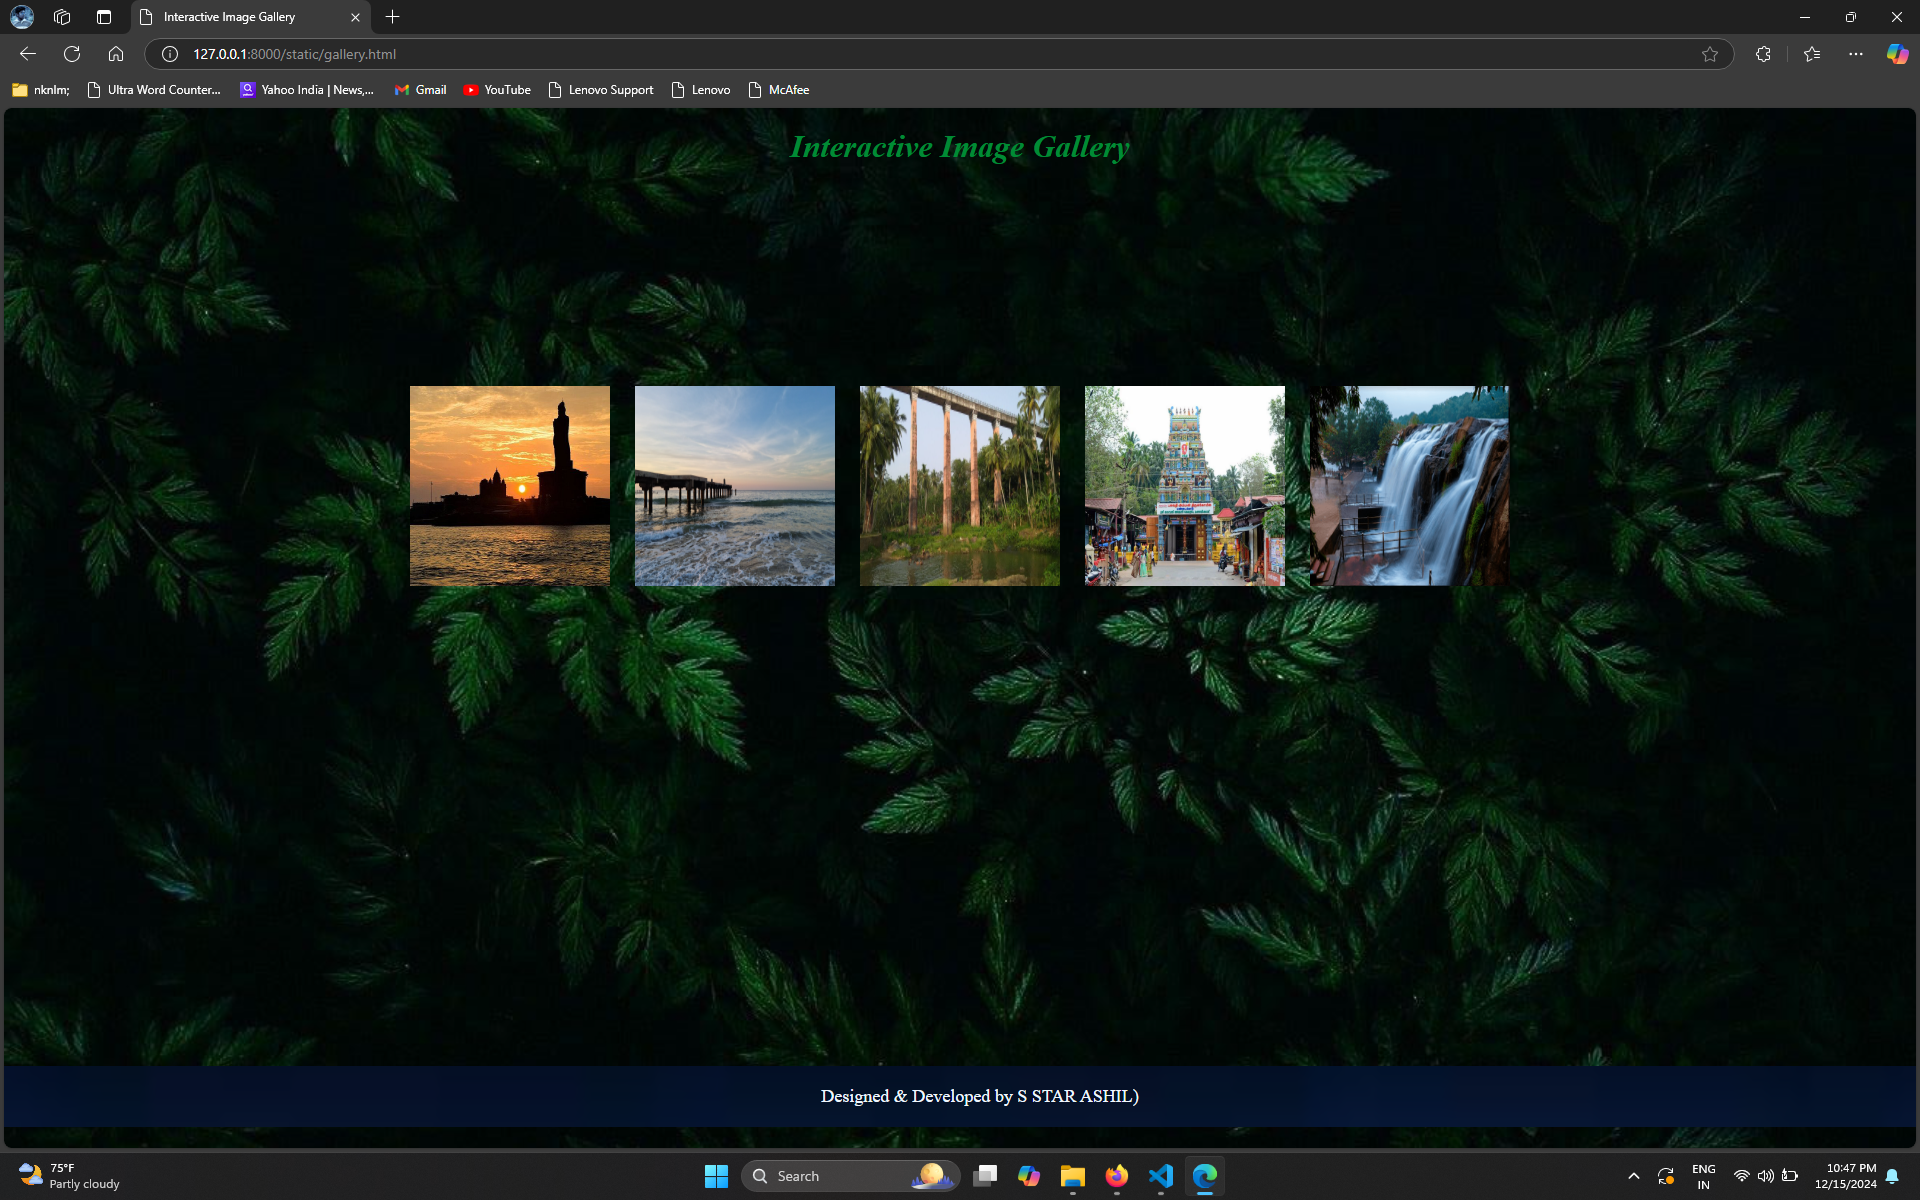 Interactive Image Gallery
127.0.0.1:8000/static/gallery.html
nknlm;
Ultra Word Counter...
Yahoo India | News,...
Gmail
YouTube
Lenovo Support
Lenovo
McAfee
Interactive Image Gallery
Designed & Developed by S STAR ASHIL)
75°F
Partly cloudy
Search
ENG
IN
10:47 PM
12/15/2024